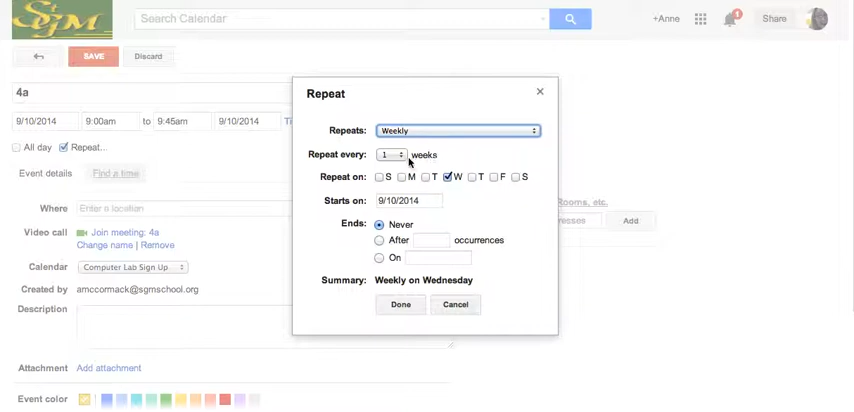 StGM
Search Calendar
+Anne
1
Share
SAVE
Discard
4a
9/10/2014 9:00am to 9:45am 9/10/2014
All day Repeat...
Event details Find a time
Where Enter a location
Video call Join meeting: 4a
Change name | Remove
Calendar Computer Lab Sign Up
Created by amccormack@sgmschool.org
Description
Attachment Add attachment
Event color
Rooms, etc.
Add
Repeat
Repeats: Weekly
Repeat every: 1 weeks
Repeat on: S M T W T F S
Starts on: 9/10/2014
Ends: Never
After occurrences
On
Summary: Weekly on Wednesday
Done Cancel